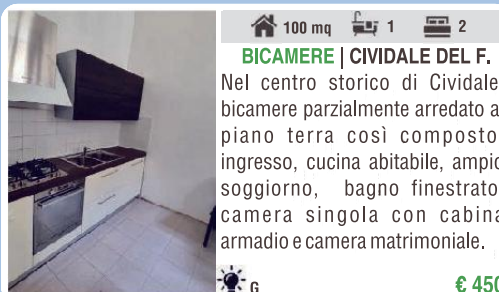 100 mq 1 2
BICAMERE | CIVIDALE DEL F.
Nel centro storico di Cividale
bicamere parzialmente arredato a
piano terra così composto
ingresso, cucina abitabile, ampio
soggiorno, bagno finestrato
camera singola con cabina
armadio e camera matrimoniale.
G € 450